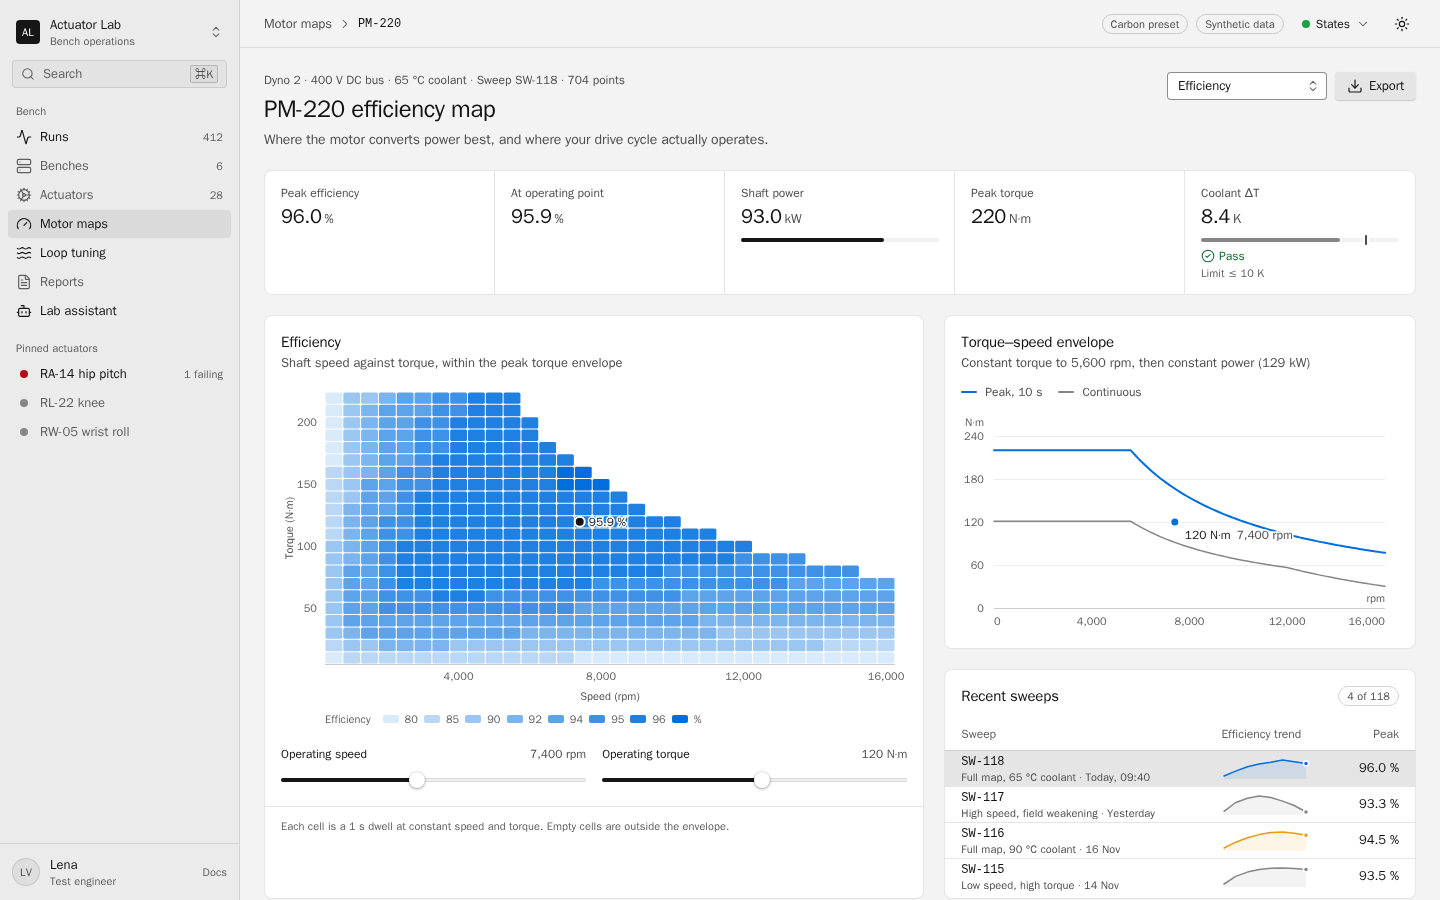 AL
Actuator Lab
Bench operations
Search
⌘K
Bench
Runs 412
Benches 6
Actuators 28
Motor maps
Loop tuning
Reports
Lab assistant
Pinned actuators
RA-14 hip pitch 1 failing
RL-22 knee
RW-05 wrist roll
LV
Lena
Test engineer
Docs
Motor maps > PM-220
Carbon preset
Synthetic data
States
Dyno 2 · 400 V DC bus · 65 °C coolant · Sweep SW-118 · 704 points
PM-220 efficiency map
Where the motor converts power best, and where your drive cycle actually operates.
Efficiency
Export
Peak efficiency
96.0 %
At operating point
95.9 %
Shaft power
93.0 kW
Peak torque
220 N·m
Coolant ΔT
8.4 K
Pass
Limit ≤ 10 K
Efficiency
Shaft speed against torque, within the peak torque envelope
200
150
100
50
Torque (N·m)
95.9 %
4,000 8,000 12,000 16,000
Speed (rpm)
Efficiency 80 85 90 92 94 95 96 %
Operating speed 7,400 rpm
Operating torque 120 N·m
Each cell is a 1 s dwell at constant speed and torque. Empty cells are outside the envelope.
Torque–speed envelope
Constant torque to 5,600 rpm, then constant power (129 kW)
Peak, 10 s Continuous
N·m
240
180
120
60
0
120 N·m 7,400 rpm
rpm
0 4,000 8,000 12,000 16,000
Recent sweeps
4 of 118
Sweep Efficiency trend Peak
SW-118
Full map, 65 °C coolant · Today, 09:40
96.0 %
SW-117
High speed, field weakening · Yesterday
93.3 %
SW-116
Full map, 90 °C coolant · 16 Nov
94.5 %
SW-115
Low speed, high torque · 14 Nov
93.5 %